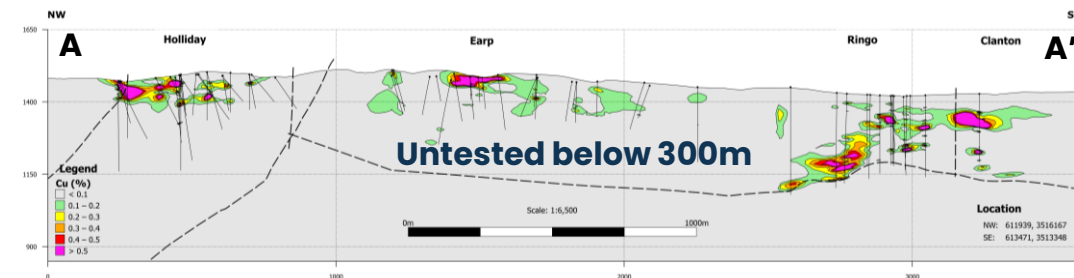 NW
S
A
Holliday
Earp
Ringo
Clanton
A'
1650
1400
1150
900
Untested below 300m
Legend
Cu (%)
< 0.1
0.1 – 0.2
0.2 – 0.3
0.3 – 0.4
0.4 – 0.5
> 0.5
Scale: 1:6,500
0m
1000m
Location
NW: 611939, 3516167
SE: 613471, 3513348
0
1000
2000
3000